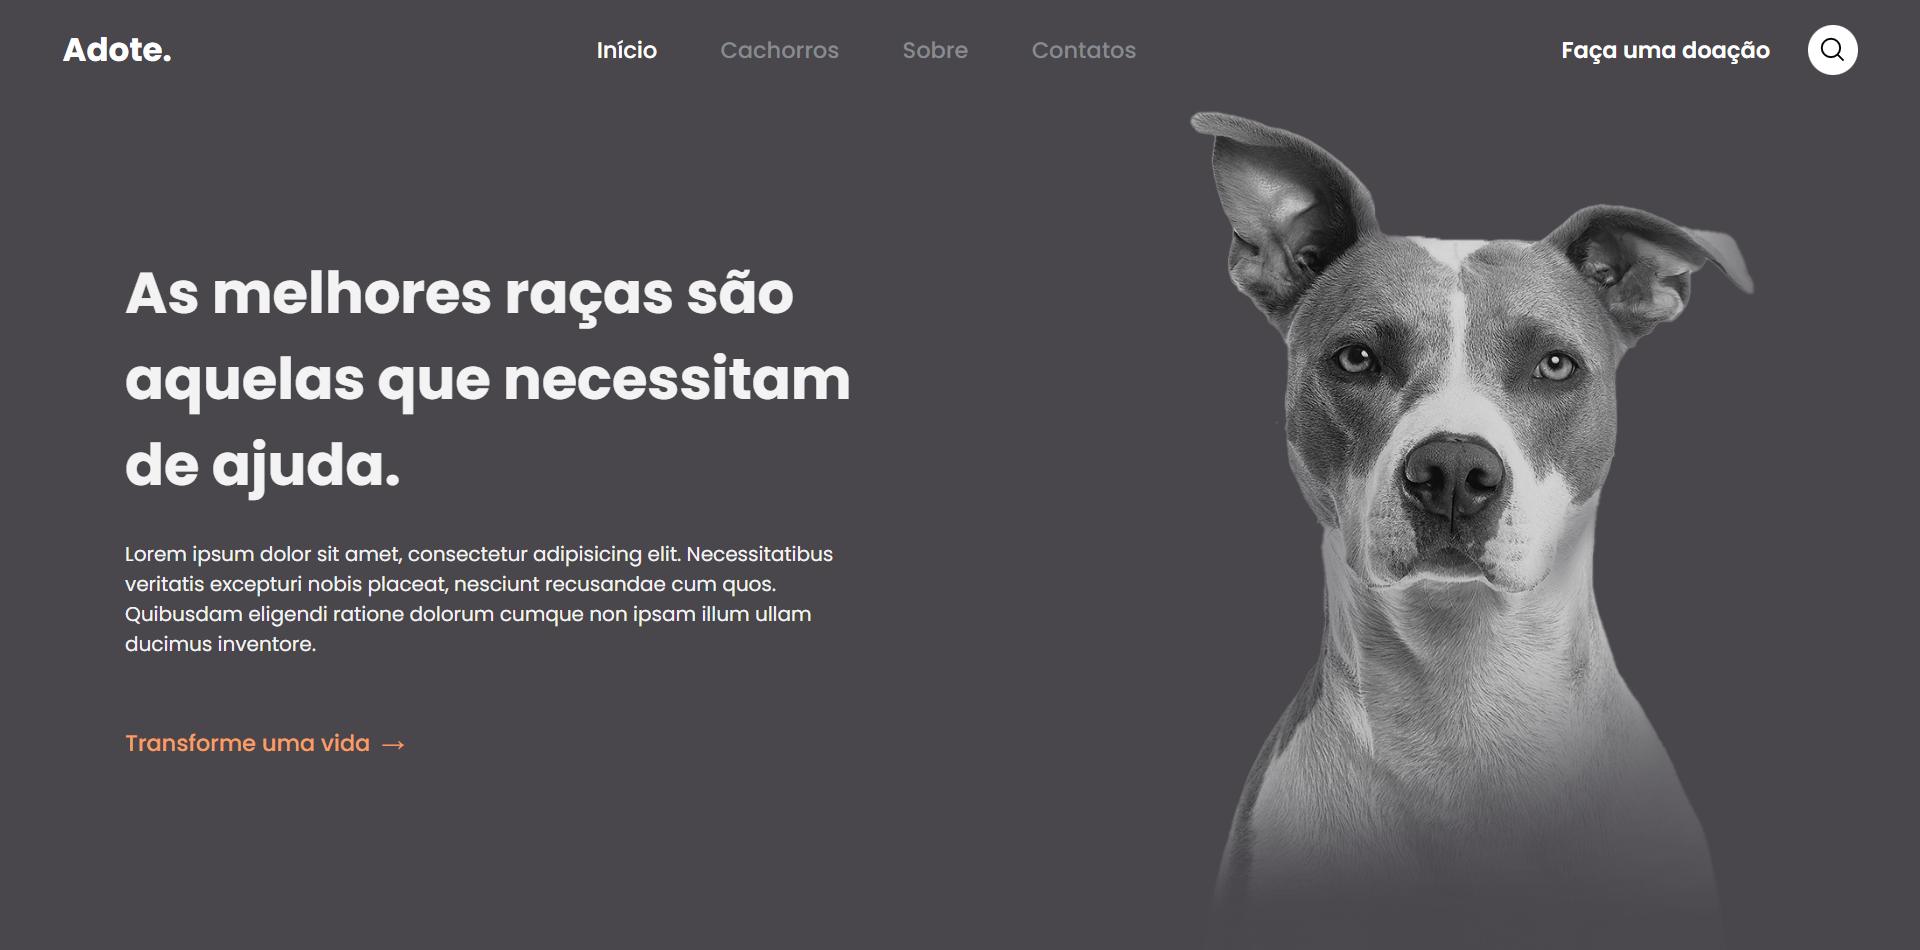 Adote.
Início
Cachorros
Sobre
Contatos
Faça uma doação
As melhores raças são
aquelas que necessitam
de ajuda.
Lorem ipsum dolor sit amet, consectetur adipisicing elit. Necessitatibus
veritatis excepturi nobis placeat, nesciunt recusandae cum quos.
Quibusdam eligendi ratione dolorum cumque non ipsam illum ullam
ducimus inventore.
Transforme uma vida →